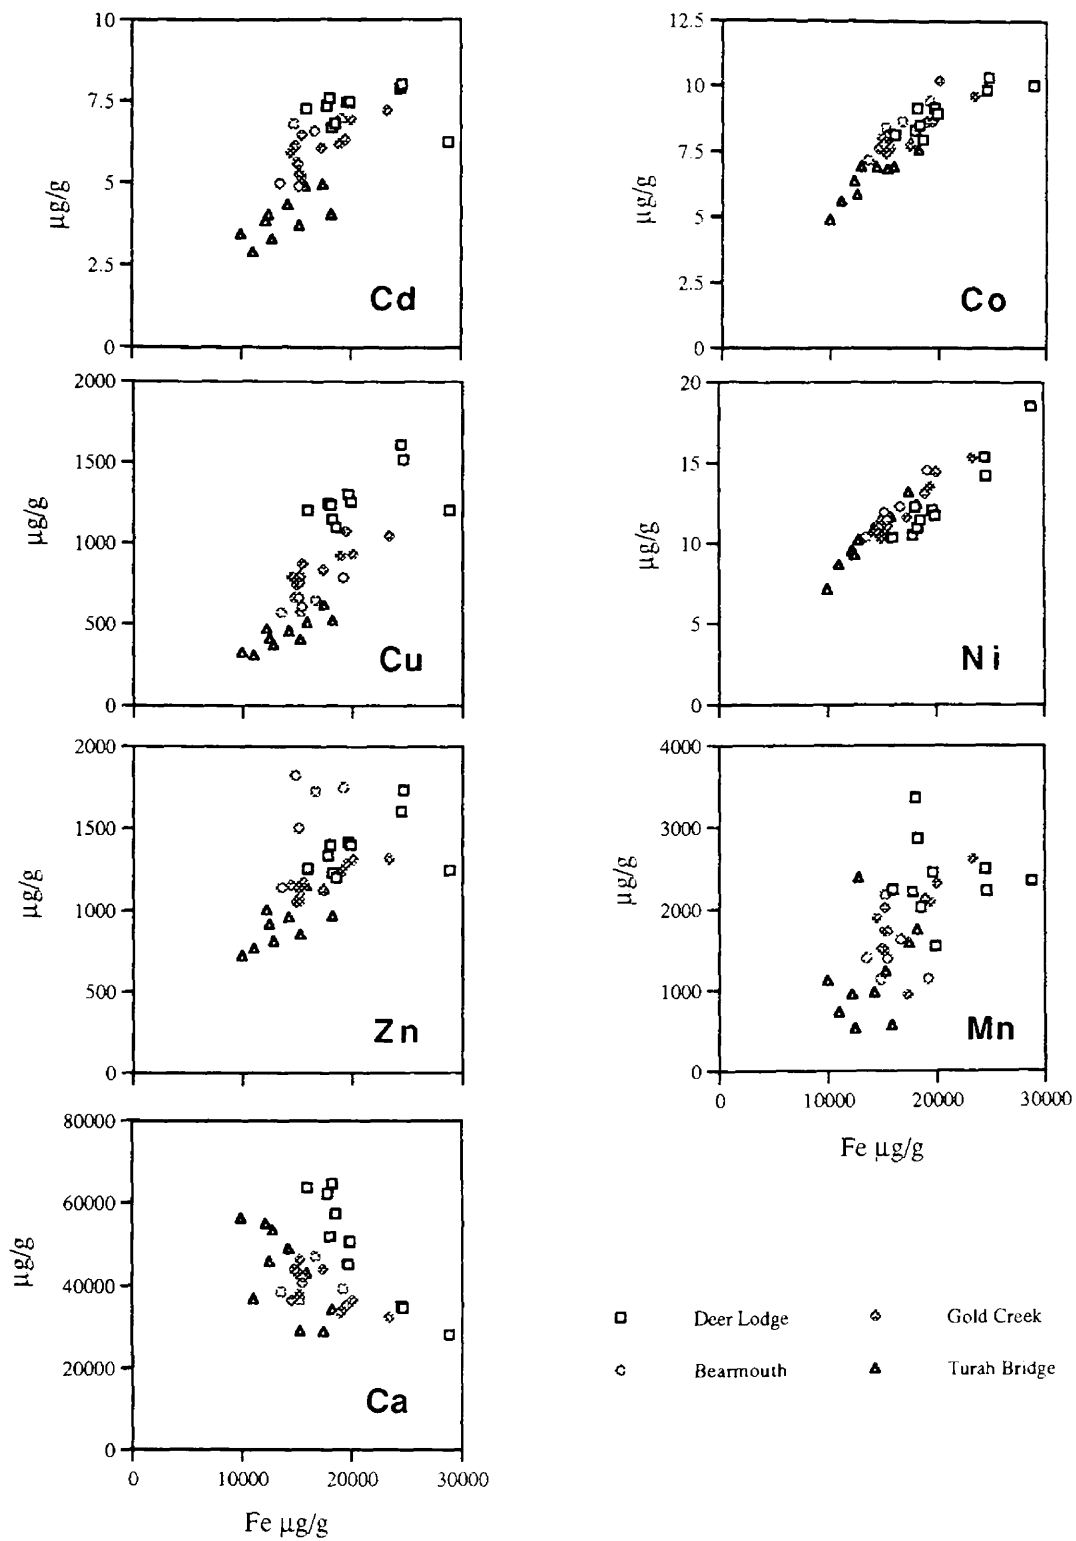 10
7.5
5
2.5
0
µg/g
Cd
12.5
10
7.5
5
2.5
0
µg/g
Co
2000
1500
1000
500
0
µg/g
Cu
20
15
10
5
0
µg/g
Ni
2000
1500
1000
500
0
µg/g
Zn
4000
3000
2000
1000
0
µg/g
Mn
0 10000 20000 30000
Fe µg/g
80000
60000
40000
20000
0
µg/g
Ca
0 10000 20000 30000
Fe µg/g
Deer Lodge
Gold Creek
Bearmouth
Turah Bridge